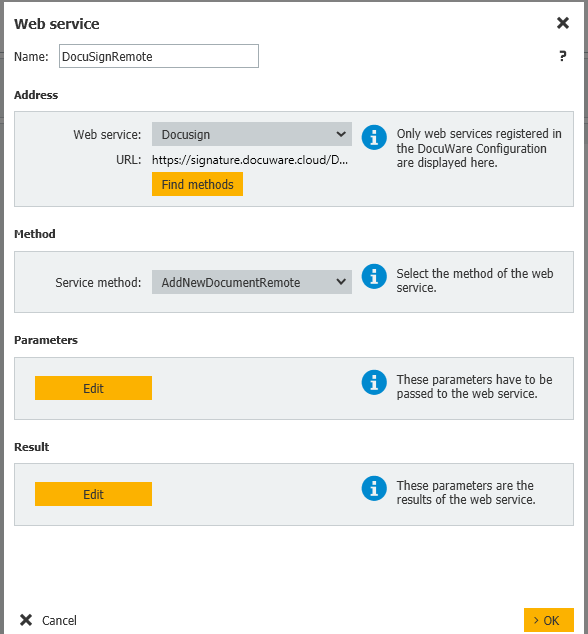 Web service
Name: DocuSignRemote ?
Address
Web service: Docusign
Only web services registered in
the DocuWare Configuration
are displayed here.
URL: https://signature.docuware.cloud/D...
Find methods
Method
Service method: AddNewDocumentRemote
Select the method of the web
service.
Parameters
Edit
These parameters have to be
passed to the web service.
Result
Edit
These parameters are the
results of the web service.
Cancel
> OK